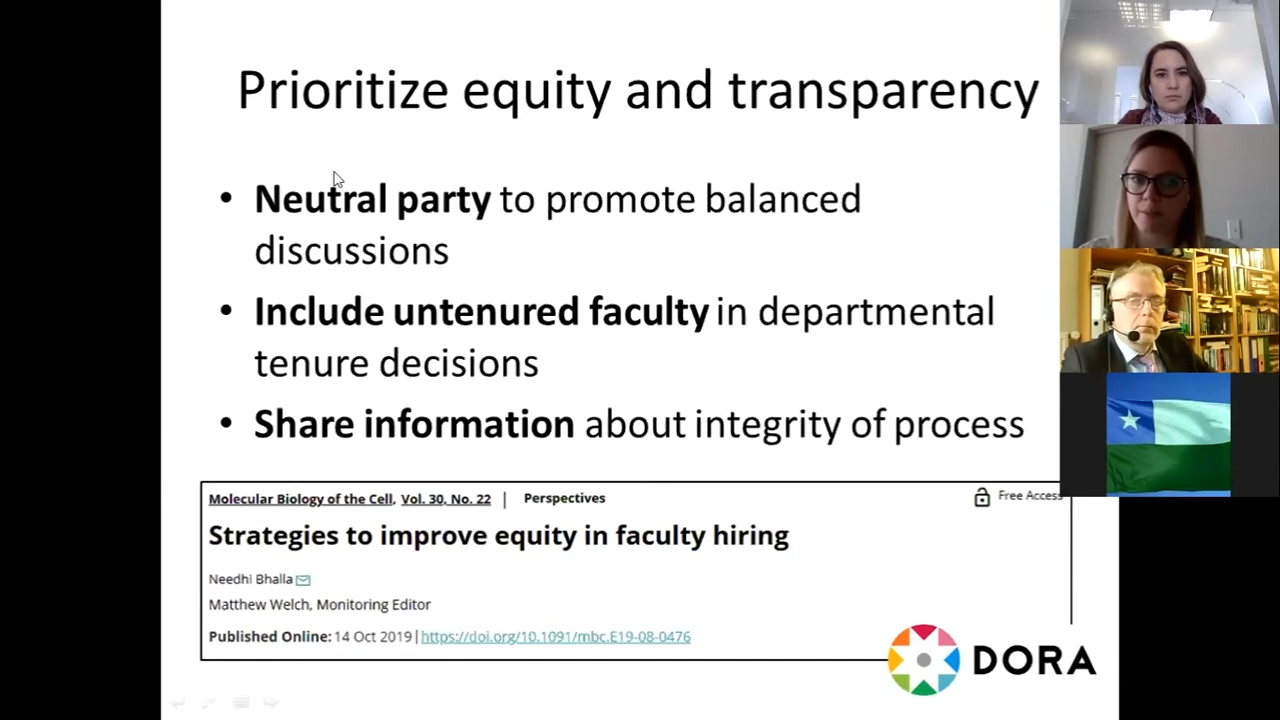 Prioritize equity and transparency
• Neutral party to promote balanced
discussions
• Include untenured faculty in departmental
tenure decisions
• Share information about integrity of process
Molecular Biology of the Cell, Vol. 30, No. 22 | Perspectives
Free Access
Strategies to improve equity in faculty hiring
Needhi Bhalla
Matthew Welch, Monitoring Editor
Published Online: 14 Oct 2019 | https://doi.org/10.1091/mbc.E19-08-0476
DORA